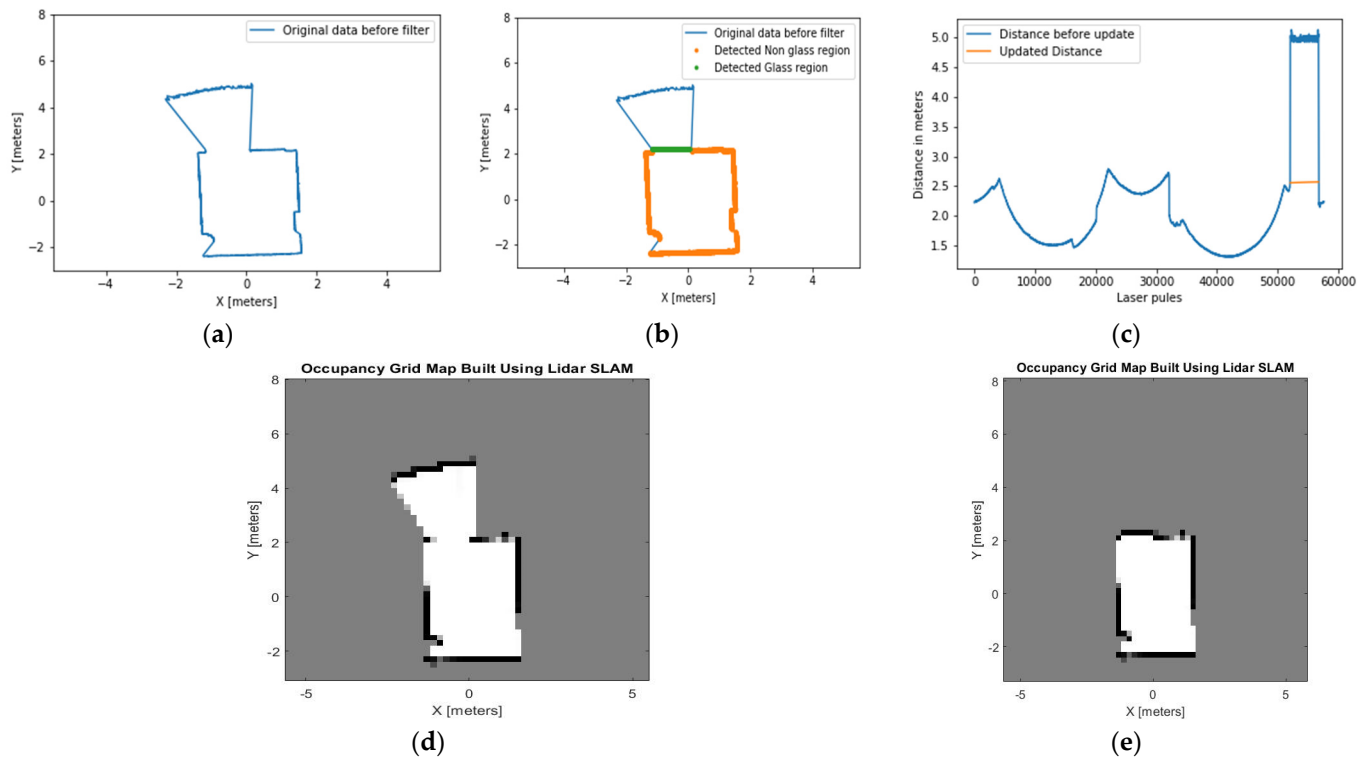 Original data before filter
Y [meters]
8
6
4
2
0
−2
−4
−2
0
2
4
X [meters]
(a)
Original data before filter
Detected Non glass region
Detected Glass region
Y [meters]
8
6
4
2
0
−2
−4
−2
0
2
4
X [meters]
(b)
Distance before update
Updated Distance
Distance in meters
5.0
4.5
4.0
3.5
3.0
2.5
2.0
1.5
0
10000
20000
30000
40000
50000
60000
Laser pules
(c)
Occupancy Grid Map Built Using Lidar SLAM
Y [meters]
8
6
4
2
0
-2
-5
0
5
X [meters]
(d)
Occupancy Grid Map Built Using Lidar SLAM
Y [meters]
8
6
4
2
0
-2
-5
0
5
X [meters]
(e)